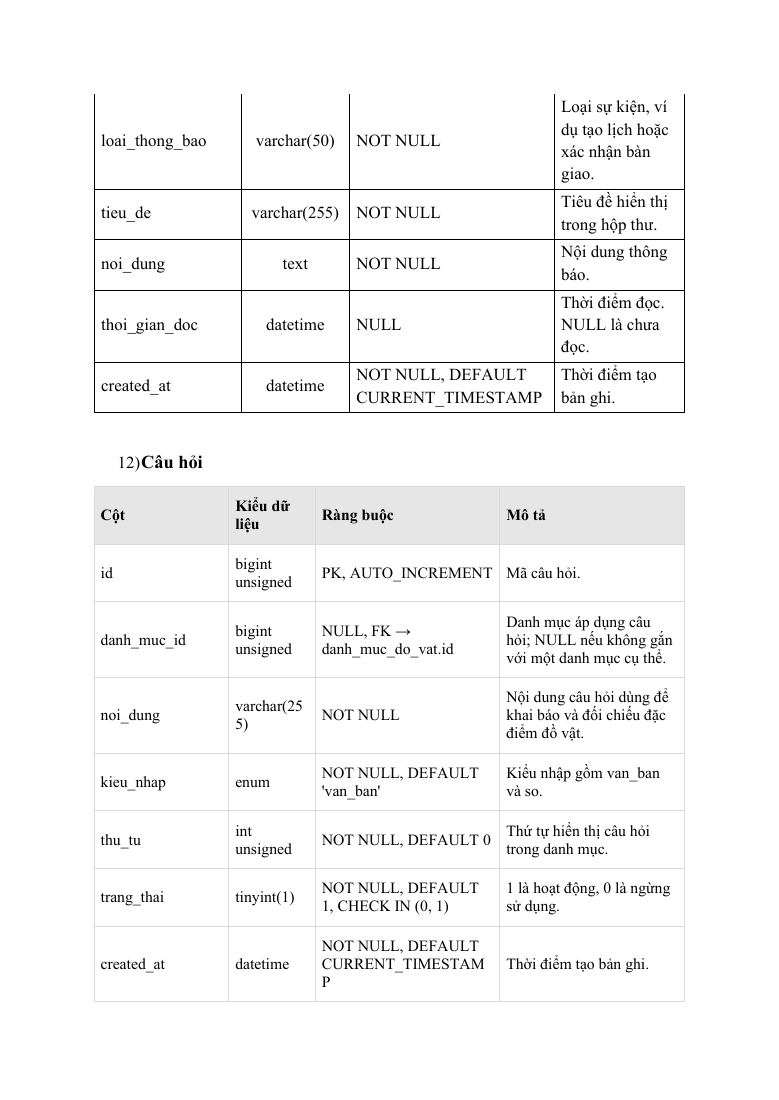 Loại sự kiện, ví
dụ tạo lịch hoặc
loai_thong_bao varchar(50) NOT NULL
xác nhận bàn
giao.
tieu_de varchar(255) NOT NULL
Tiêu đề hiển thị
trong hộp thư.
noi_dung text NOT NULL
Nội dung thông
báo.
thoi_gian_doc datetime NULL
Thời điểm đọc.
NULL là chưa
đọc.
created_at datetime
NOT NULL, DEFAULT
CURRENT_TIMESTAMP
Thời điểm tạo
bản ghi.
12)Câu hỏi
Cột
Kiểu dữ
liệu
Ràng buộc
Mô tả
id
bigint
unsigned
PK, AUTO_INCREMENT
Mã câu hỏi.
danh_muc_id
bigint
unsigned
NULL, FK →
danh_muc_do_vat.id
Danh mục áp dụng câu
hỏi; NULL nếu không gắn
với một danh mục cụ thể.
noi_dung
varchar(25
5)
NOT NULL
Nội dung câu hỏi dùng để
khai báo và đối chiếu đặc
điểm đồ vật.
kieu_nhap
enum
NOT NULL, DEFAULT
'van_ban'
Kiểu nhập gồm van_ban
và so.
thu_tu
int
unsigned
NOT NULL, DEFAULT 0
Thứ tự hiển thị câu hỏi
trong danh mục.
trang_thai
tinyint(1)
NOT NULL, DEFAULT
1, CHECK IN (0, 1)
1 là hoạt động, 0 là ngừng
sử dụng.
created_at
datetime
NOT NULL, DEFAULT
CURRENT_TIMESTAM
P
Thời điểm tạo bản ghi.